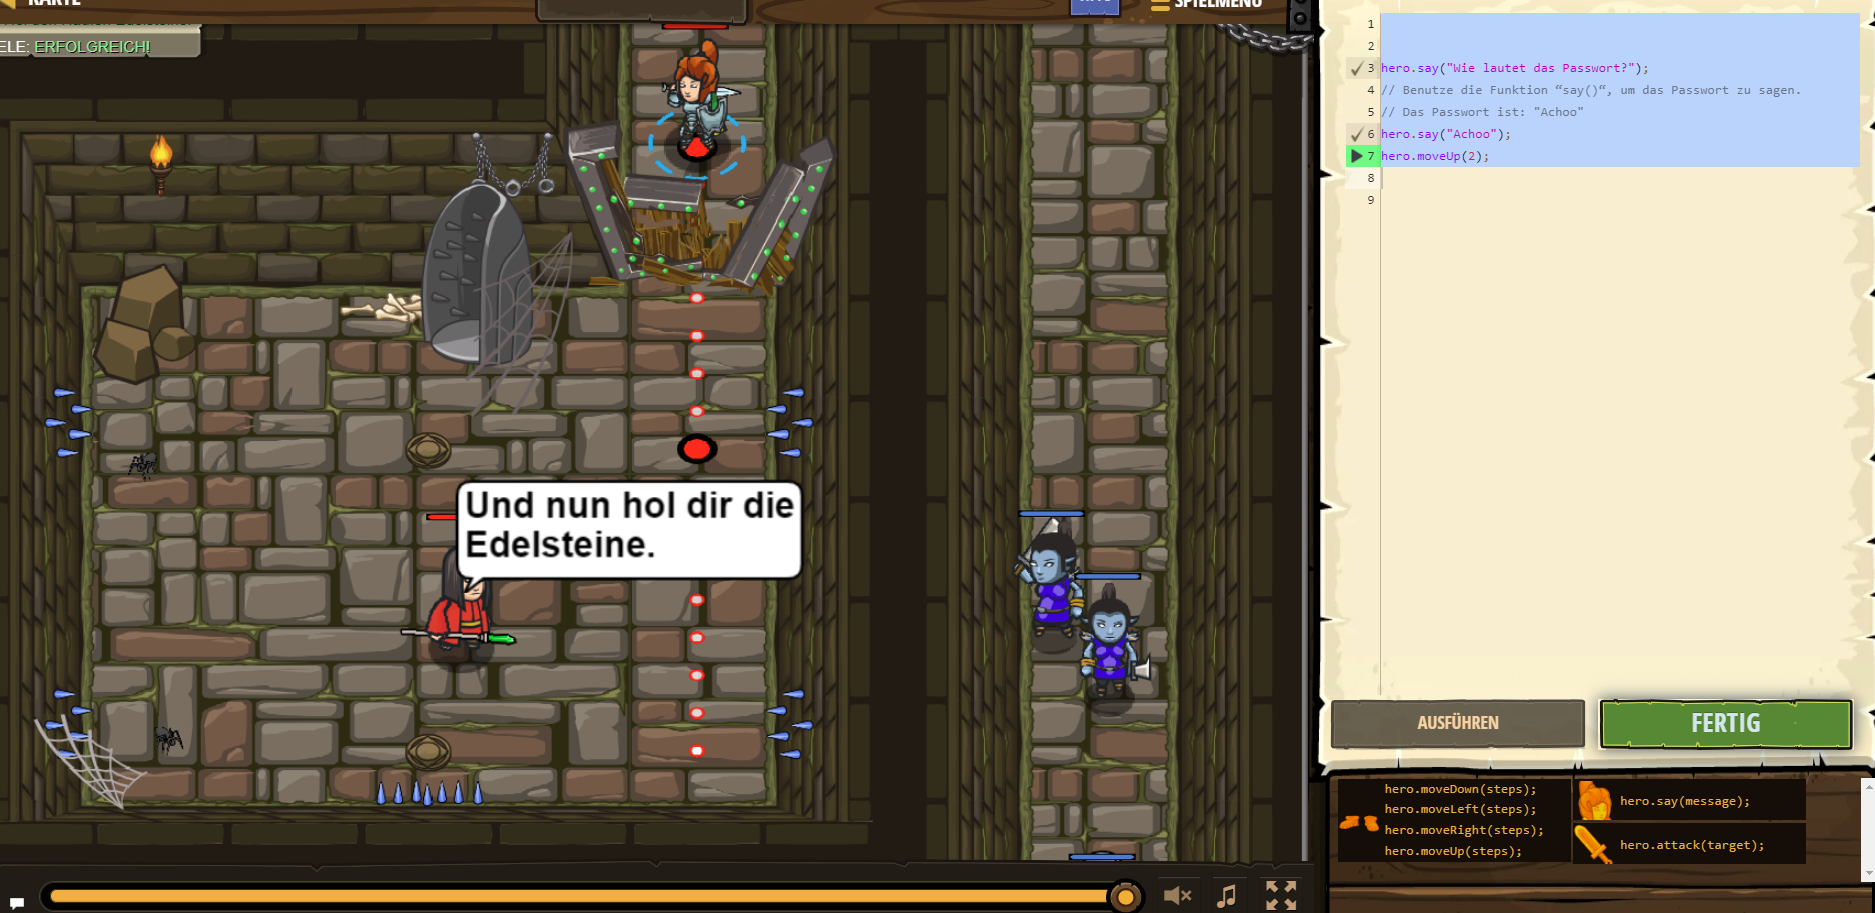 KARTE
SPIELMENÜ
ELE: ERFOLGREICH!
Und nun hol dir die
Edelsteine.
1
2
3 hero.say("Wie lautet das Passwort?");
4 // Benutze die Funktion “say()“, um das Passwort zu sagen.
5 // Das Passwort ist: "Achoo"
6 hero.say("Achoo");
7 hero.moveUp(2);
8
9
AUSFÜHREN
FERTIG
hero.moveDown(steps);
hero.moveLeft(steps);
hero.moveRight(steps);
hero.moveUp(steps);
hero.say(message);
hero.attack(target);